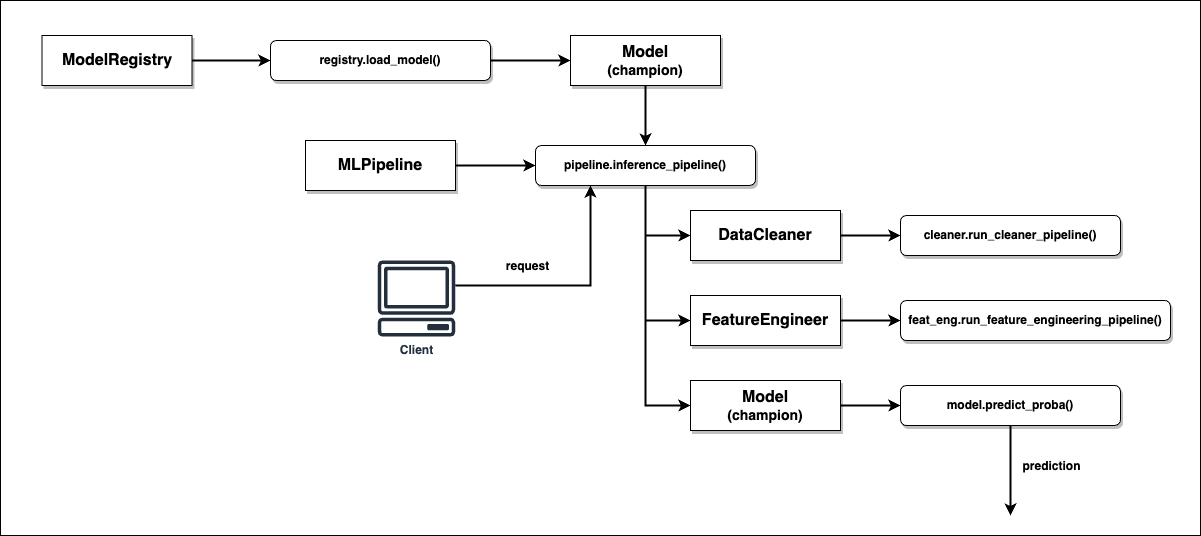 ModelRegistry
registry.load_model()
Model
(champion)
MLPipeline
pipeline.inference_pipeline()
DataCleaner
cleaner.run_cleaner_pipeline()
request
FeatureEngineer
feat_eng.run_feature_engineering_pipeline()
Client
Model
(champion)
model.predict_proba()
prediction